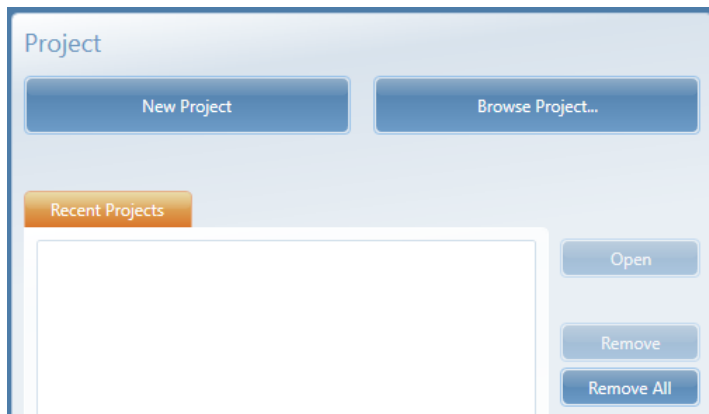 Project
New Project
Browse Project...
Recent Projects
Open
Remove
Remove All